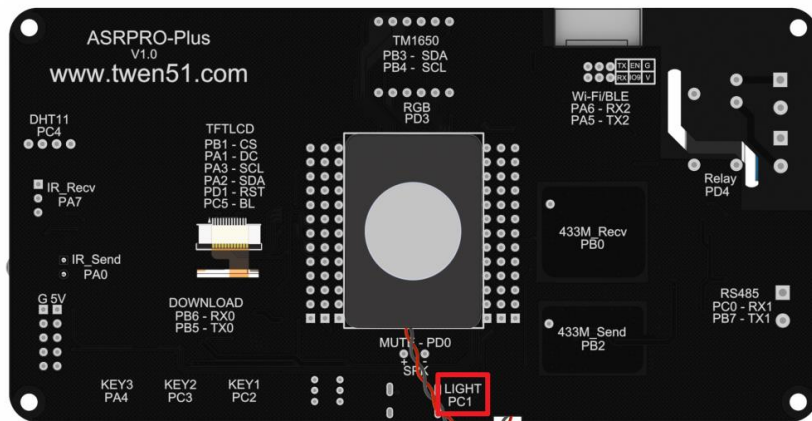 ASRPRO-Plus
V1.0
www.twen51.com
TM1650
PB3 - SDA
PB4 - SCL
RGB
PD3
TX EN G
RX IO9 V
Wi-Fi/BLE
PA6 - RX2
PA5 - TX2
DHT11
PC4
TFTLCD
PB1 - CS
PA1 - DC
PA3 - SCL
PA2 - SDA
PD1 - RST
PC5 - BL
IR_Recv
PA7
Relay
PD4
433M_Recv
PB0
IR_Send
PA0
G 5V
DOWNLOAD
PB6 - RX0
PB5 - TX0
RS485
PC0 - RX1
PB7 - TX1
433M_Send
PB2
MUTE - PD0
+ -
SPK
KEY3
PA4
KEY2
PC3
KEY1
PC2
LIGHT
PC1